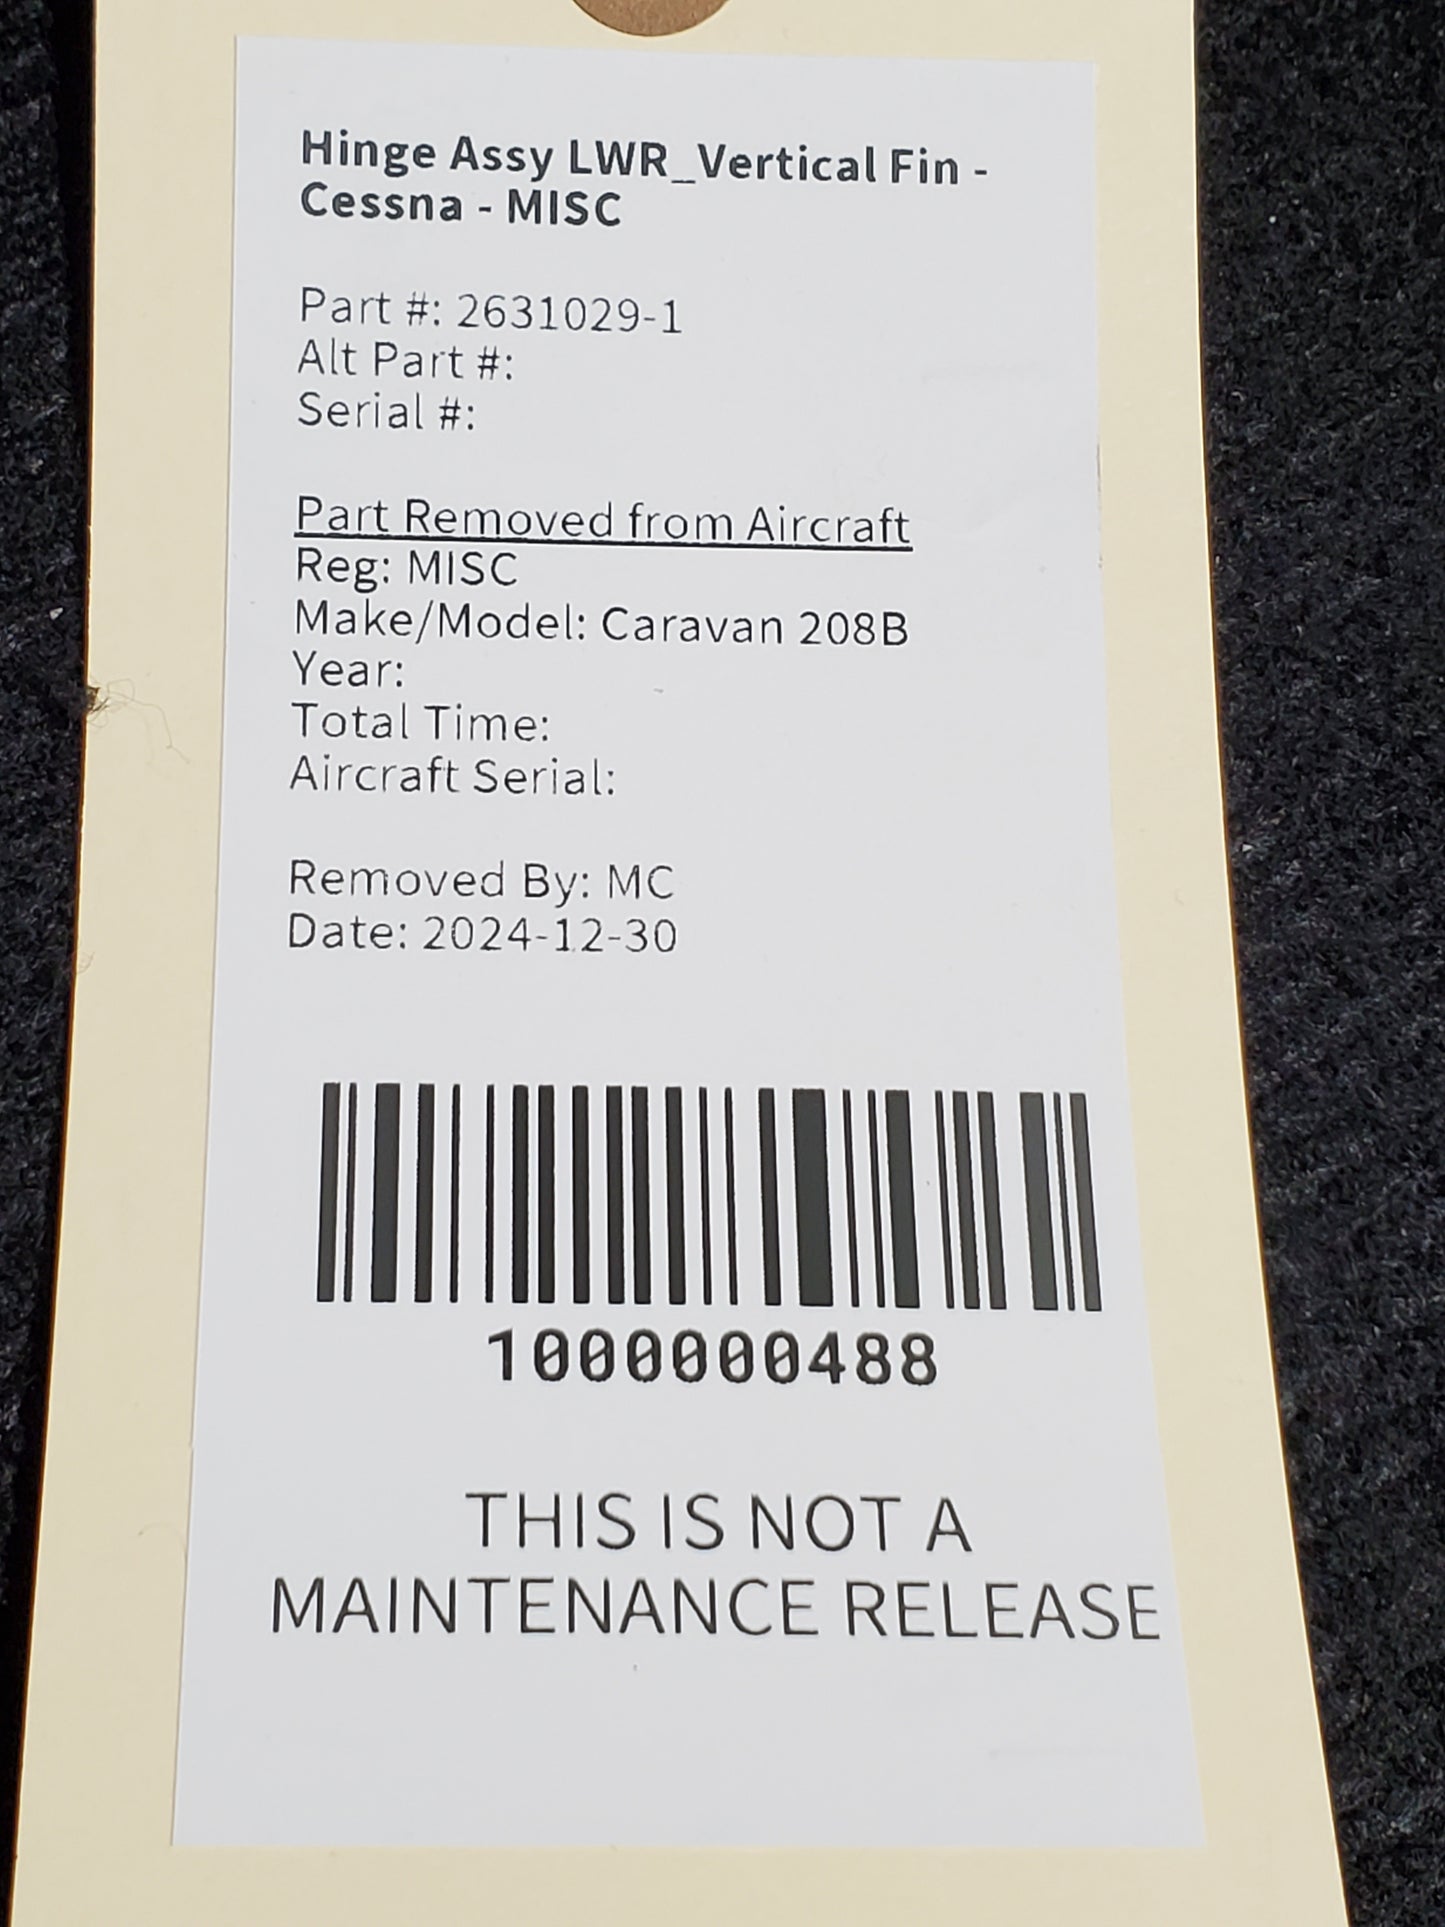 Hinge Assy LWR_Vertical Fin -
Cessna - MISC
Part #: 2631029-1
Alt Part #:
Serial #:
Part Removed from Aircraft
Reg: MISC
Make/Model: Caravan 208B
Year:
Total Time:
Aircraft Serial:
Removed By: MC
Date: 2024-12-30
1000000488
THIS IS NOT A
MAINTENANCE RELEASE